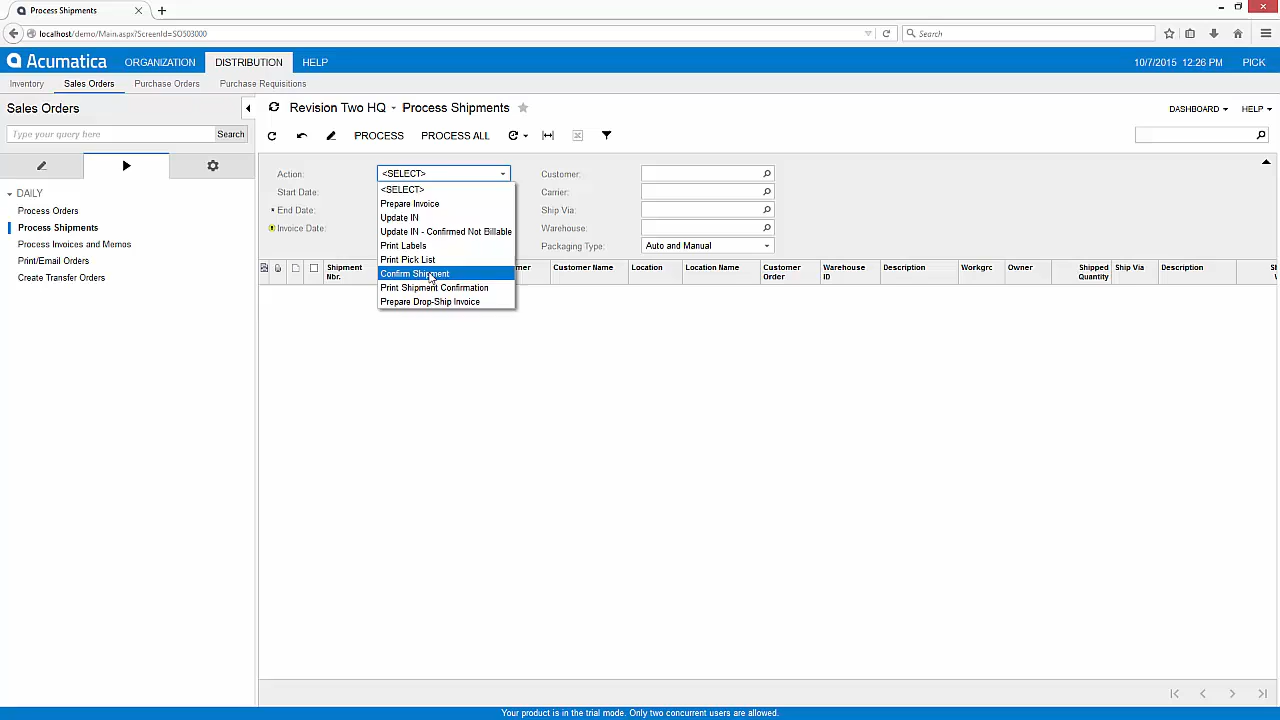 Process Shipments
localhost/demo/Main.aspx?ScreenId=SO503000
Search
Acumatica
ORGANIZATION
DISTRIBUTION
HELP
10/7/2015 12:26 PM
PICK
Inventory
Sales Orders
Purchase Orders
Purchase Requisitions
Sales Orders
Revision Two HQ
Process Shipments
DASHBOARD
HELP
Type your query here
Search
PROCESS
PROCESS ALL
DAILY
Process Orders
Process Shipments
Process Invoices and Memos
Print/Email Orders
Create Transfer Orders
Action:
<SELECT>
Start Date:
End Date:
Invoice Date:
<SELECT>
Prepare Invoice
Update IN
Update IN - Confirmed Not Billable
Print Labels
Print Pick List
Confirm Shipment
Print Shipment Confirmation
Prepare Drop-Ship Invoice
Customer:
Carrier:
Ship Via:
Warehouse:
Packaging Type:
Auto and Manual
Shipment Nbr.
Customer Name
Location
Location Name
Customer Order
Warehouse ID
Description
Workgrc
Owner
Shipped Quantity
Ship Via
Description
Your product is in the trial mode. Only two concurrent users are allowed.